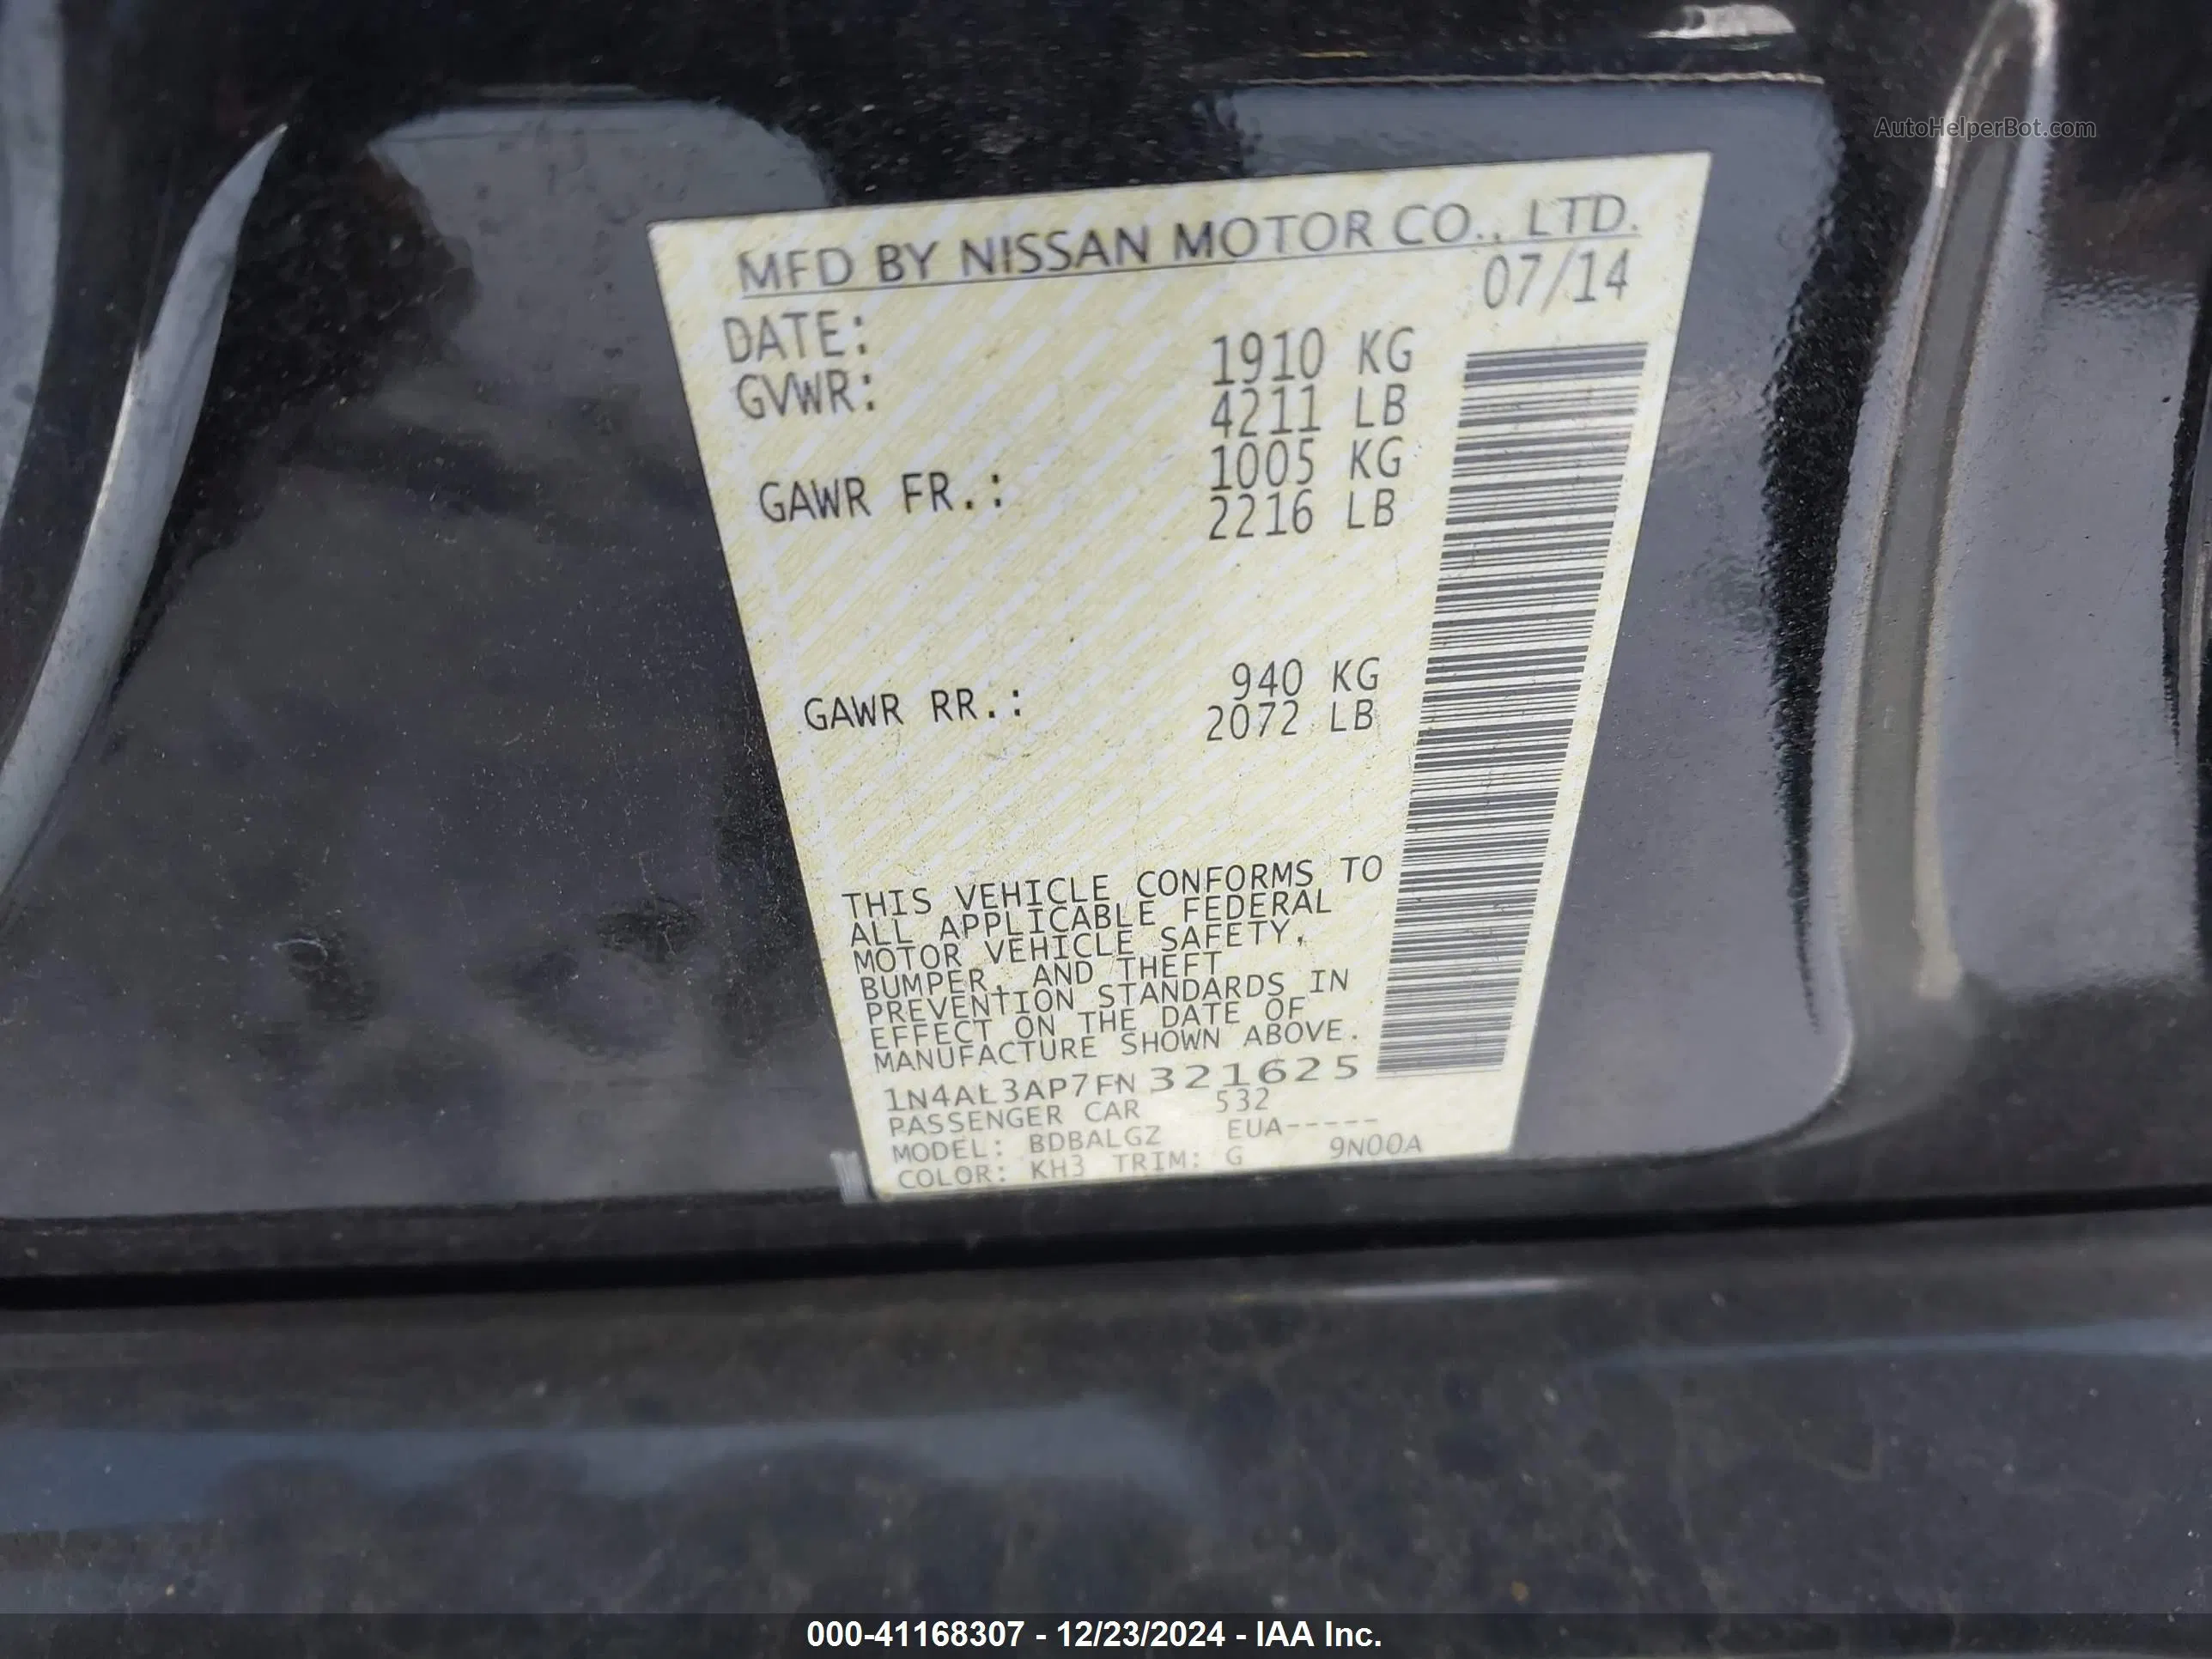 AutoHelperBot.com
MFD BY NISSAN MOTOR CO., LTD.
DATE: 07/14
GVWR: 1910 KG
4211 LB
GAWR FR.: 1005 KG
2216 LB
GAWR RR.: 940 KG
2072 LB
THIS VEHICLE CONFORMS TO
ALL APPLICABLE FEDERAL
MOTOR VEHICLE SAFETY,
BUMPER, AND THEFT
PREVENTION STANDARDS IN
EFFECT ON THE DATE OF
MANUFACTURE SHOWN ABOVE.
1N4AL3AP7FN 321625
PASSENGER CAR 532
MODEL: BDBALGZ EUA-----
COLOR: KH3 TRIM: G 9N00A
000-41168307 - 12/23/2024 - IAA Inc.